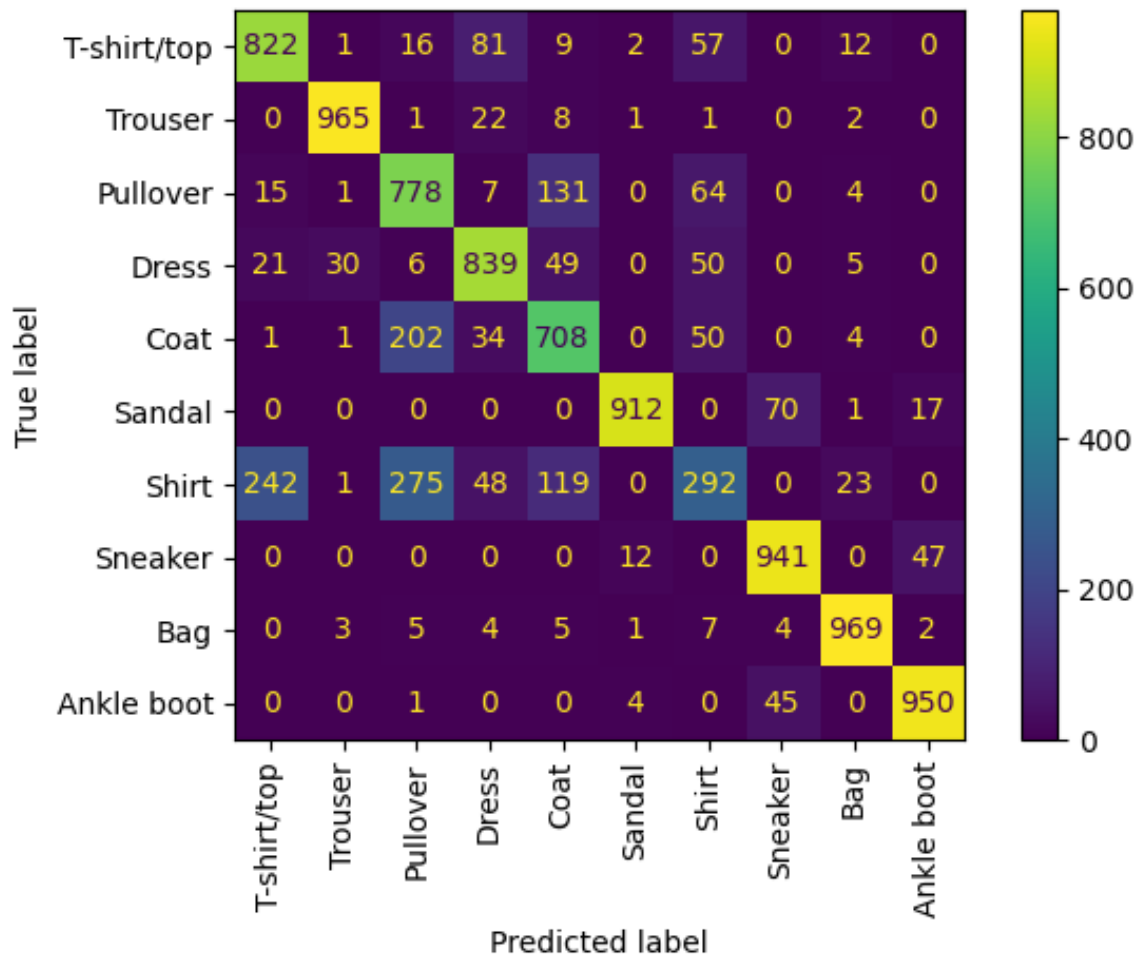 T-shirt/top 822 1 16 81 9 2 57 0 12 0
Trouser 0 965 1 22 8 1 1 0 2 0
Pullover 15 1 778 7 131 0 64 0 4 0
Dress 21 30 6 839 49 0 50 0 5 0
Coat 1 1 202 34 708 0 50 0 4 0
Sandal 0 0 0 0 0 912 0 70 1 17
Shirt 242 1 275 48 119 0 292 0 23 0
Sneaker 0 0 0 0 0 12 0 941 0 47
Bag 0 3 5 4 5 1 7 4 969 2
Ankle boot 0 0 1 0 0 4 0 45 0 950
True label
T-shirt/top
Trouser
Pullover
Dress
Coat
Sandal
Shirt
Sneaker
Bag
Ankle boot
Predicted label
800
600
400
200
0